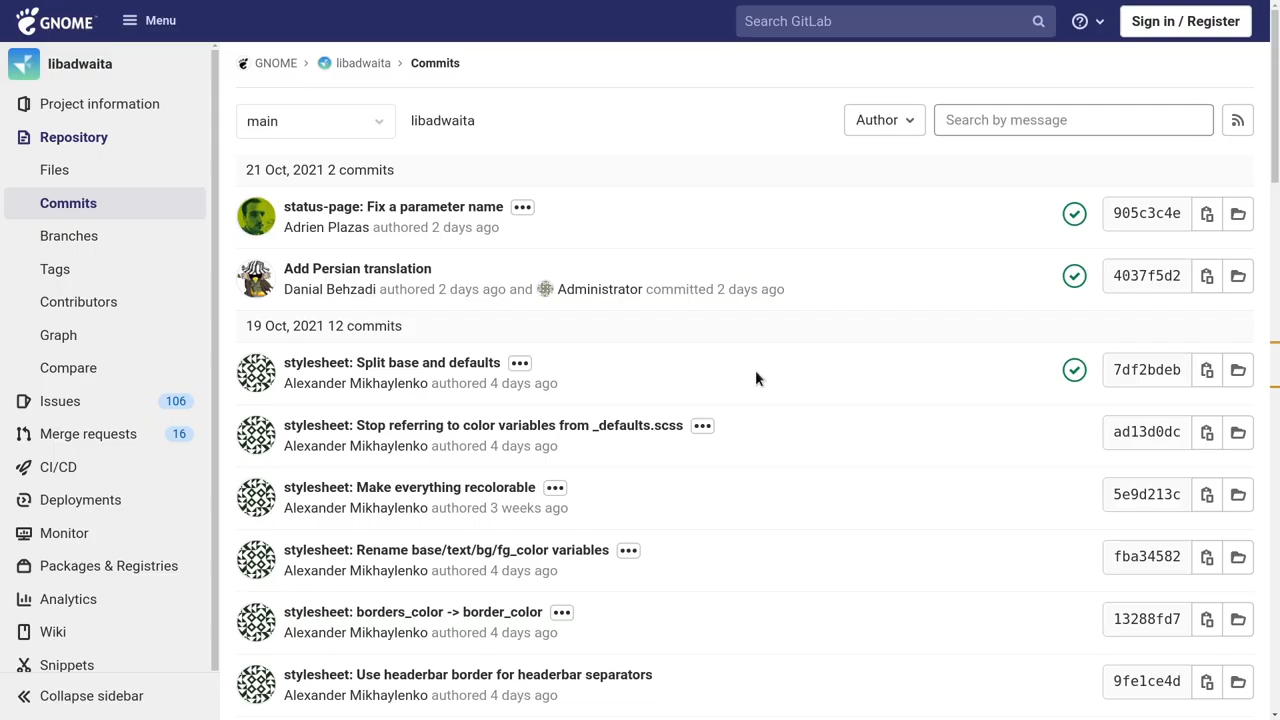 GNOME Menu Search GitLab Sign in / Register
libadwaita
Project information
Repository
Files
Commits
Branches
Tags
Contributors
Graph
Compare
Issues 106
Merge requests 16
CI/CD
Deployments
Monitor
Packages & Registries
Analytics
Wiki
Snippets
Collapse sidebar
GNOME › libadwaita › Commits
main libadwaita Author Search by message
21 Oct, 2021 2 commits
status-page: Fix a parameter name 905c3c4e
Adrien Plazas authored 2 days ago
Add Persian translation 4037f5d2
Danial Behzadi authored 2 days ago and Administrator committed 2 days ago
19 Oct, 2021 12 commits
stylesheet: Split base and defaults 7df2bdeb
Alexander Mikhaylenko authored 4 days ago
stylesheet: Stop referring to color variables from _defaults.scss ad13d0dc
Alexander Mikhaylenko authored 4 days ago
stylesheet: Make everything recolorable 5e9d213c
Alexander Mikhaylenko authored 3 weeks ago
stylesheet: Rename base/text/bg/fg_color variables fba34582
Alexander Mikhaylenko authored 4 days ago
stylesheet: borders_color -> border_color 13288fd7
Alexander Mikhaylenko authored 4 days ago
stylesheet: Use headerbar border for headerbar separators 9fe1ce4d
Alexander Mikhaylenko authored 4 days ago